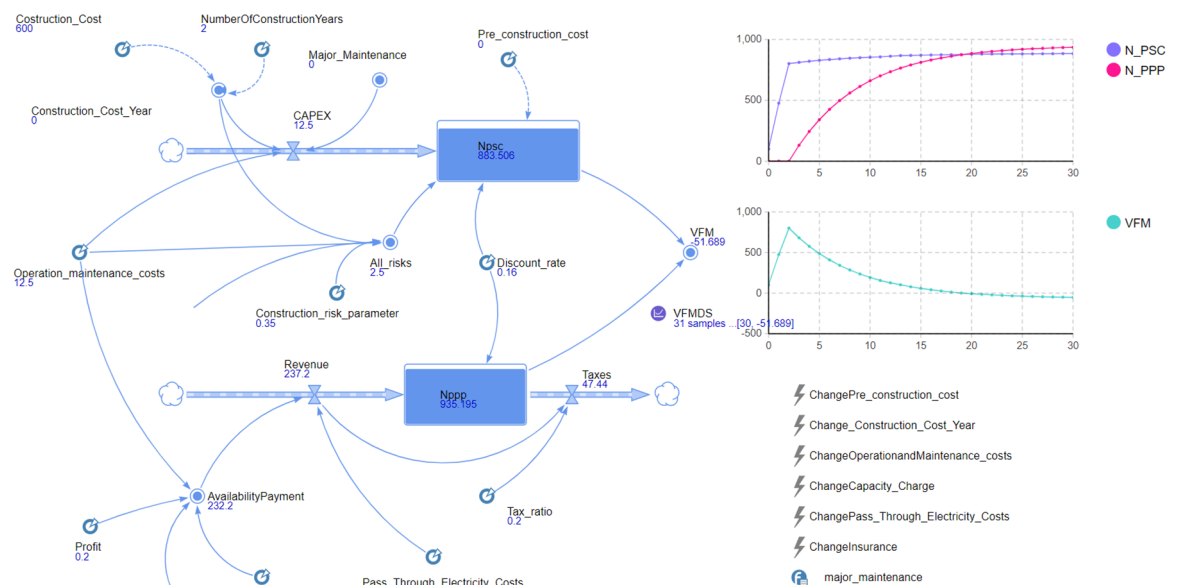 Costruction_Cost
600
NumberOfConstructionYears
2
Pre_construction_cost
0
Major_Maintenance
0
Construction_Cost_Year
0
CAPEX
12.5
Npsc
883.506
VFM
-51.689
Operation_maintenance_costs
12.5
All_risks
2.5
Discount_rate
0.16
Construction_risk_parameter
0.35
VFMDS
31 samples ...[30, -51.689]
Revenue
237.2
Nppp
935.195
Taxes
47.44
AvailabilityPayment
232.2
Tax_ratio
0.2
Profit
0.2
Pass_Through_Electricity_Costs
1,000
500
0
0 5 10 15 20 25 30
N_PSC
N_PPP
1,000
500
0
-500
0 5 10 15 20 25 30
VFM
ChangePre_construction_cost
Change_Construction_Cost_Year
ChangeOperationandMaintenance_costs
ChangeCapacity_Charge
ChangePass_Through_Electricity_Costs
ChangeInsurance
major_maintenance